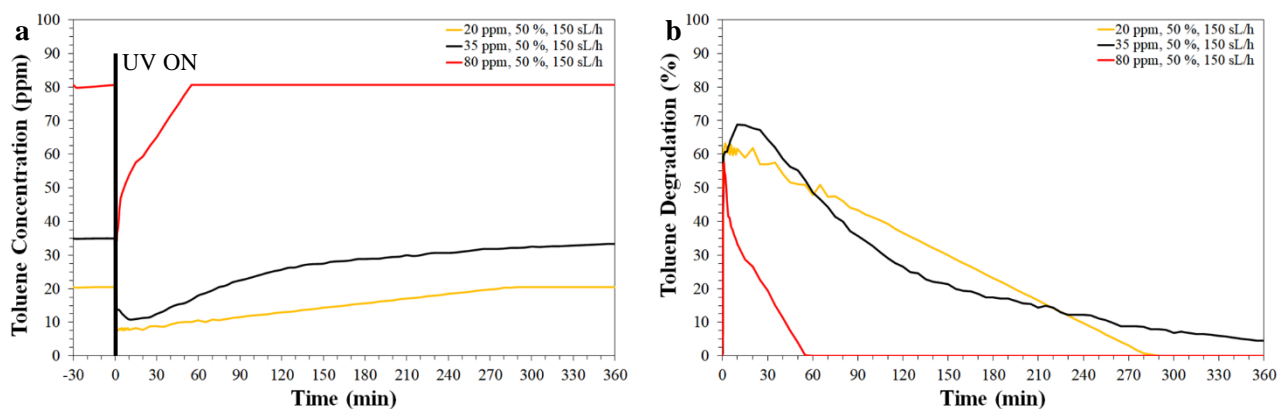 a
UV ON
20 ppm, 50 %, 150 sL/h
35 ppm, 50 %, 150 sL/h
80 ppm, 50 %, 150 sL/h
Toluene Concentration (ppm)
100
90
80
70
60
50
40
30
20
10
0
-30 0 30 60 90 120 150 180 210 240 270 300 330 360
Time (min)
b
20 ppm, 50 %, 150 sL/h
35 ppm, 50 %, 150 sL/h
80 ppm, 50 %, 150 sL/h
Toluene Degradation (%)
100
90
80
70
60
50
40
30
20
10
0
0 30 60 90 120 150 180 210 240 270 300 330 360
Time (min)